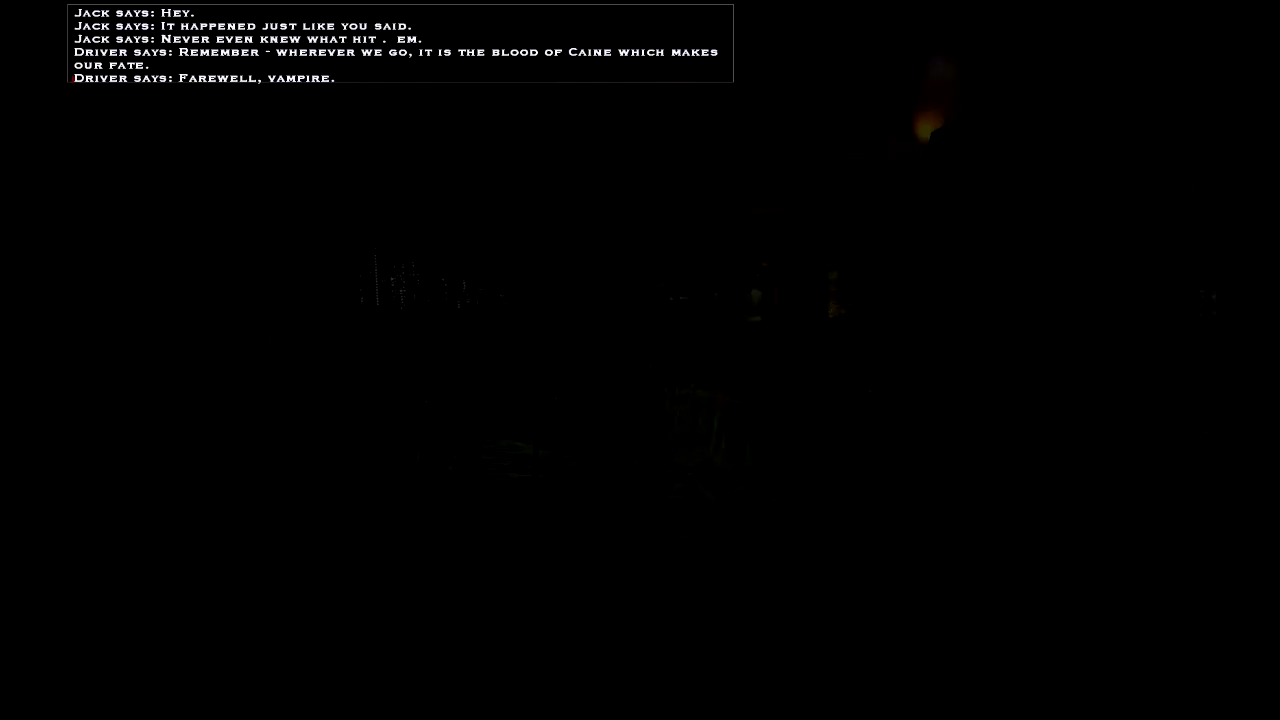 Jack says: Hey.
Jack says: It happened just like you said.
Jack says: Never even knew what hit . em.
Driver says: Remember - wherever we go, it is the blood of Caine which makes
our fate.
Driver says: Farewell, vampire.